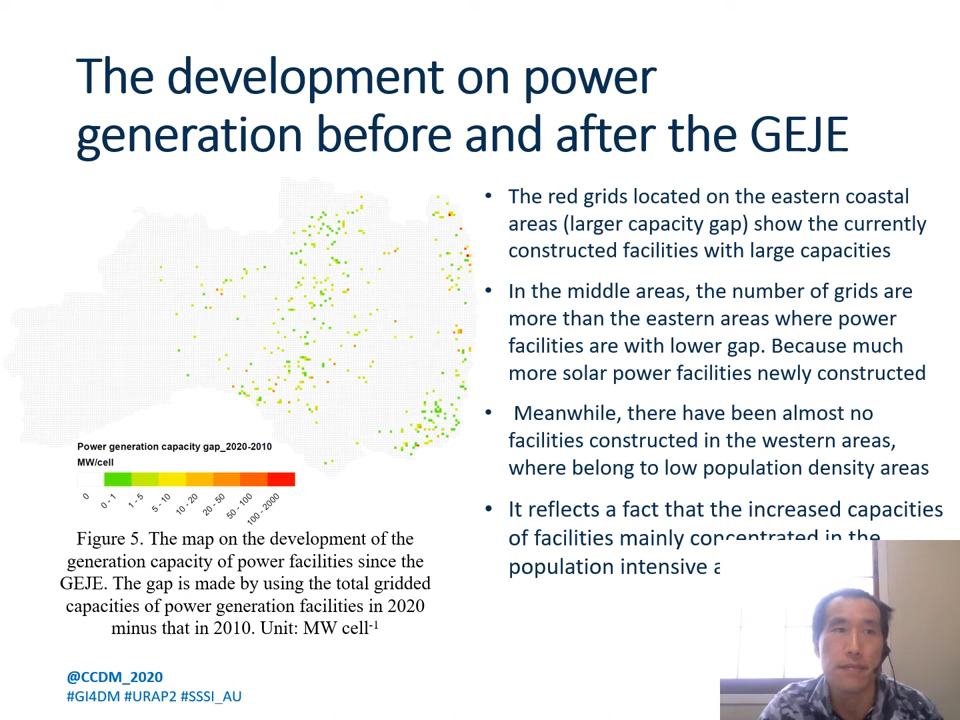 The development on power
generation before and after the GEJE
• The red grids located on the eastern coastal
areas (larger capacity gap) show the currently
constructed facilities with large capacities
• In the middle areas, the number of grids are
more than the eastern areas where power
facilities are with lower gap. Because much
more solar power facilities newly constructed
• Meanwhile, there have been almost no
facilities constructed in the western areas,
where belong to low population density areas
• It reflects a fact that the increased capacities
of facilities mainly concentrated in the
population intensive a
Power generation capacity gap_2020-2010
MW/cell
0
0 - 1
1 - 5
5 - 10
10 - 20
20 - 50
50 - 100
100 - 2000
Figure 5. The map on the development of the
generation capacity of power facilities since the
GEJE. The gap is made by using the total gridded
capacities of power generation facilities in 2020
minus that in 2010. Unit: MW cell-1
@CCDM_2020
#GI4DM #URAP2 #SSSI_AU